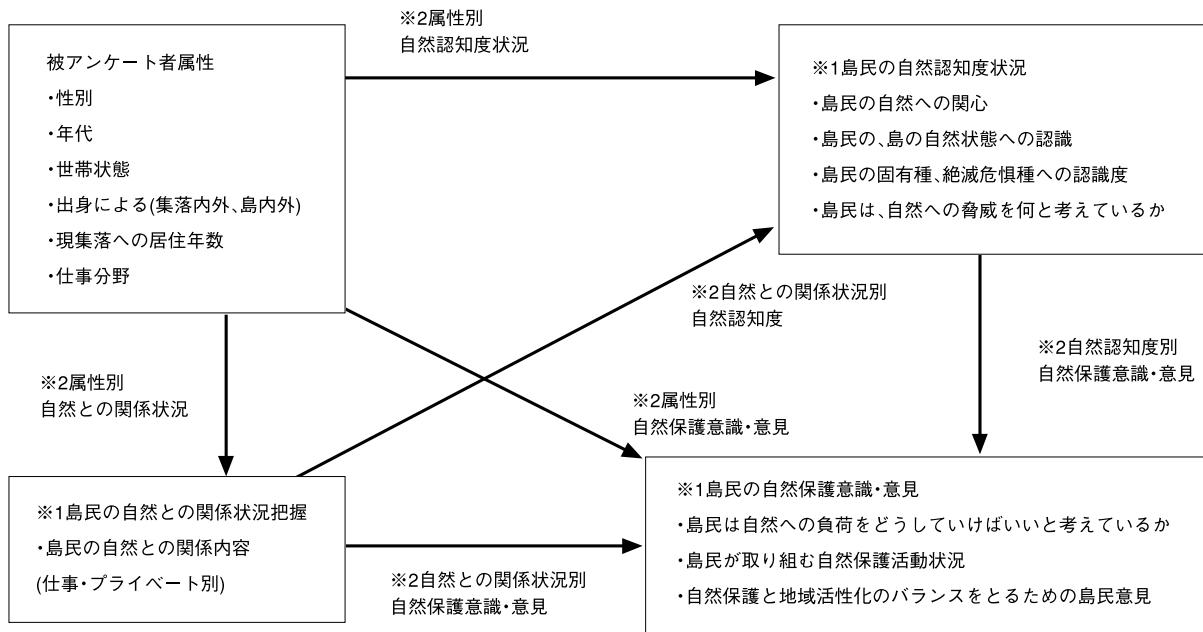 ※2属性別
自然認知度状況
被アンケート者属性
・性別
・年代
・世帯状態
・出身による(集落内外、島内外)
・現集落への居住年数
・仕事分野
※1島民の自然認知度状況
・島民の自然への関心
・島民の、島の自然状態への認識
・島民の固有種、絶滅危惧種への認識度
・島民は、自然への脅威を何と考えているか
※2自然との関係状況別
自然認知度
※2自然認知度別
自然保護意識・意見
※2属性別
自然との関係状況
※2属性別
自然保護意識・意見
※1島民の自然との関係状況把握
・島民の自然との関係内容
(仕事・プライベート別)
※2自然との関係状況別
自然保護意識・意見
※1島民の自然保護意識・意見
・島民は自然への負荷をどうしていけばいいと考えているか
・島民が取り組む自然保護活動状況
・自然保護と地域活性化のバランスをとるための島民意見